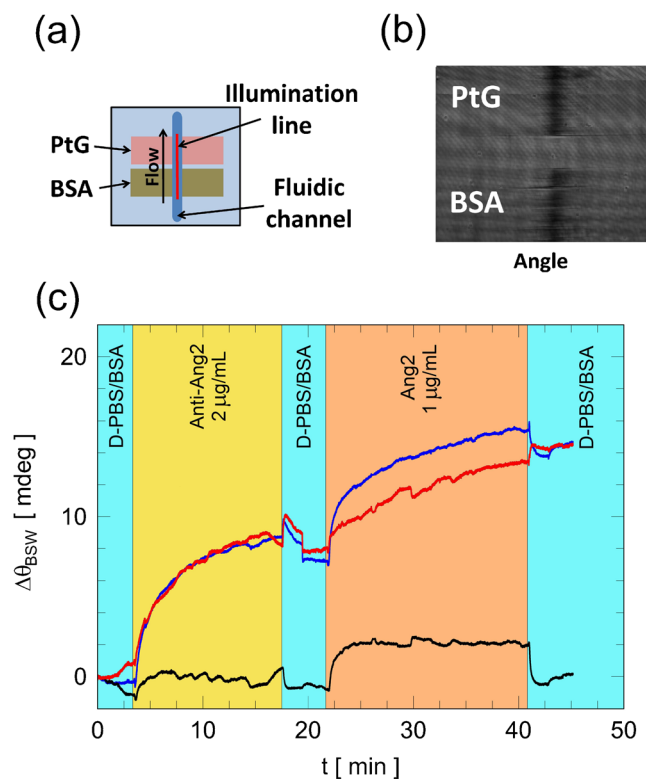 (a)
(b)
Illumination
line
PtG
BSA
Flow
Fluidic
channel
PtG
BSA
Angle
(c)
D-PBS/BSA
Anti-Ang2
2 μg/mL
D-PBS/BSA
Ang2
1 μg/mL
D-PBS/BSA
20
10
0
ΔθBSW [ mdeg ]
0
10
20
30
40
50
t [ min ]